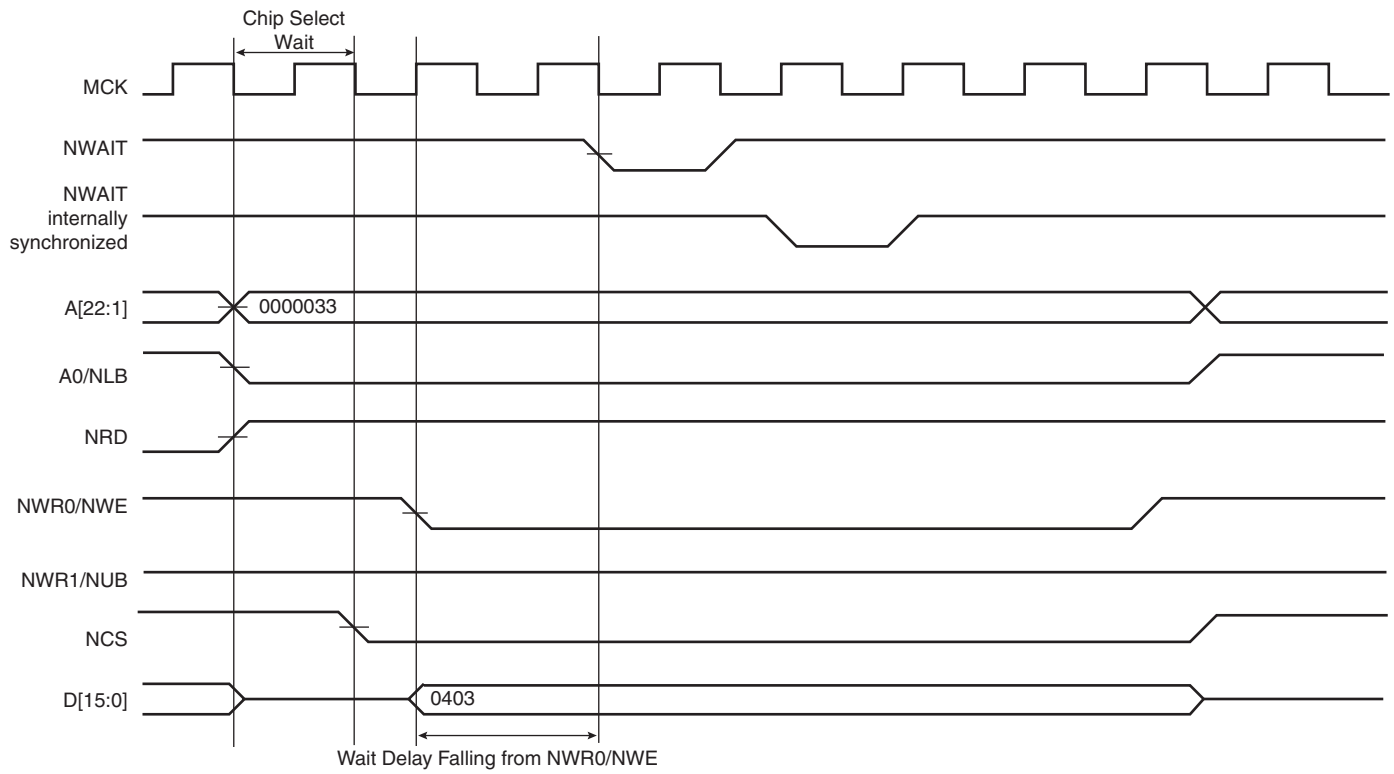 Chip Select
Wait
MCK
NWAIT
NWAIT
internally
synchronized
A[22:1]
0000033
A0/NLB
NRD
NWR0/NWE
NWR1/NUB
NCS
D[15:0]
0403
Wait Delay Falling from NWR0/NWE